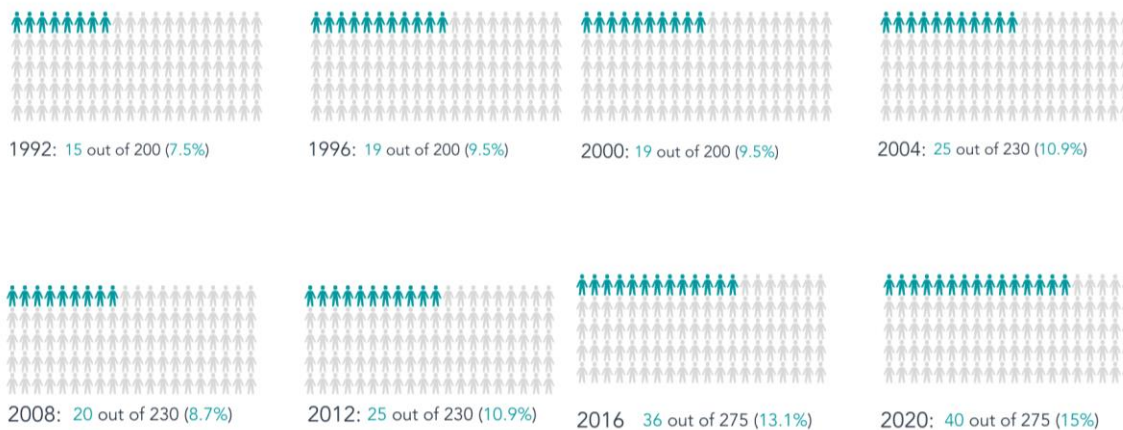 1992: 15 out of 200 (7.5%)
1996: 19 out of 200 (9.5%)
2000: 19 out of 200 (9.5%)
2004: 25 out of 230 (10.9%)
2008: 20 out of 230 (8.7%)
2012: 25 out of 230 (10.9%)
2016 36 out of 275 (13.1%)
2020: 40 out of 275 (15%)